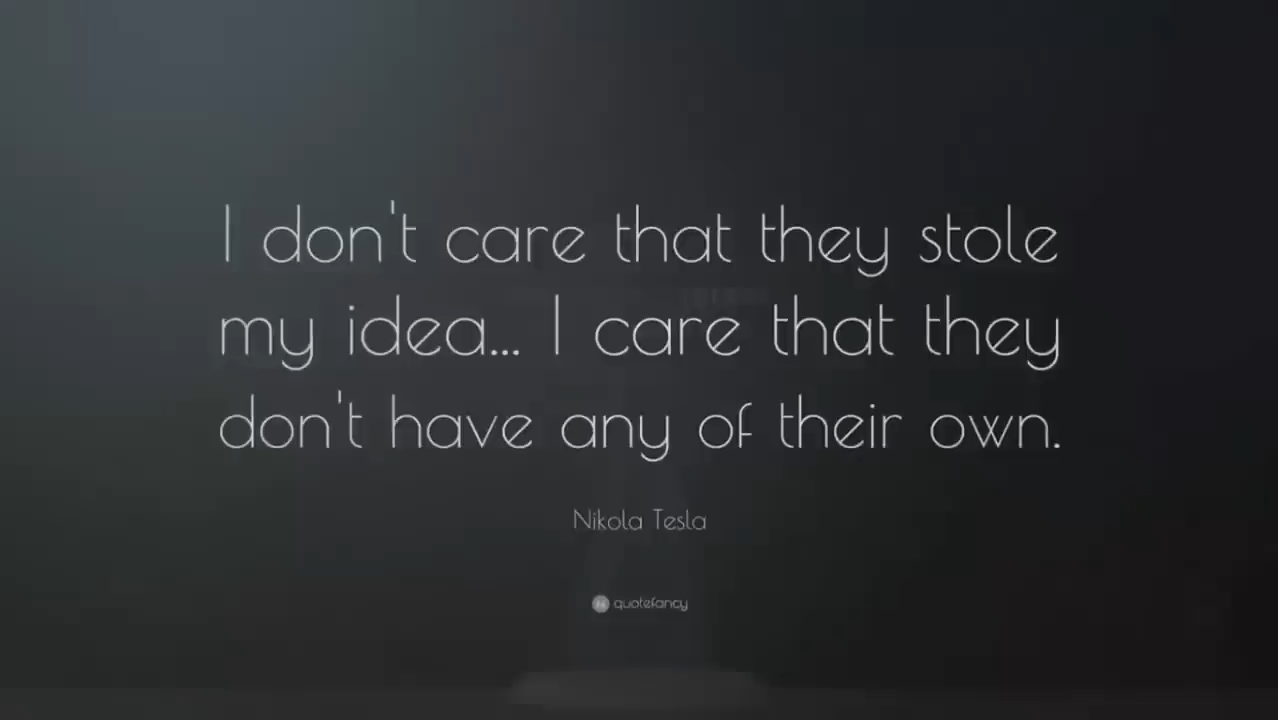 I don't care that they stole
my idea... I care that they
don't have any of their own.
Nikola Tesla
quotefancy